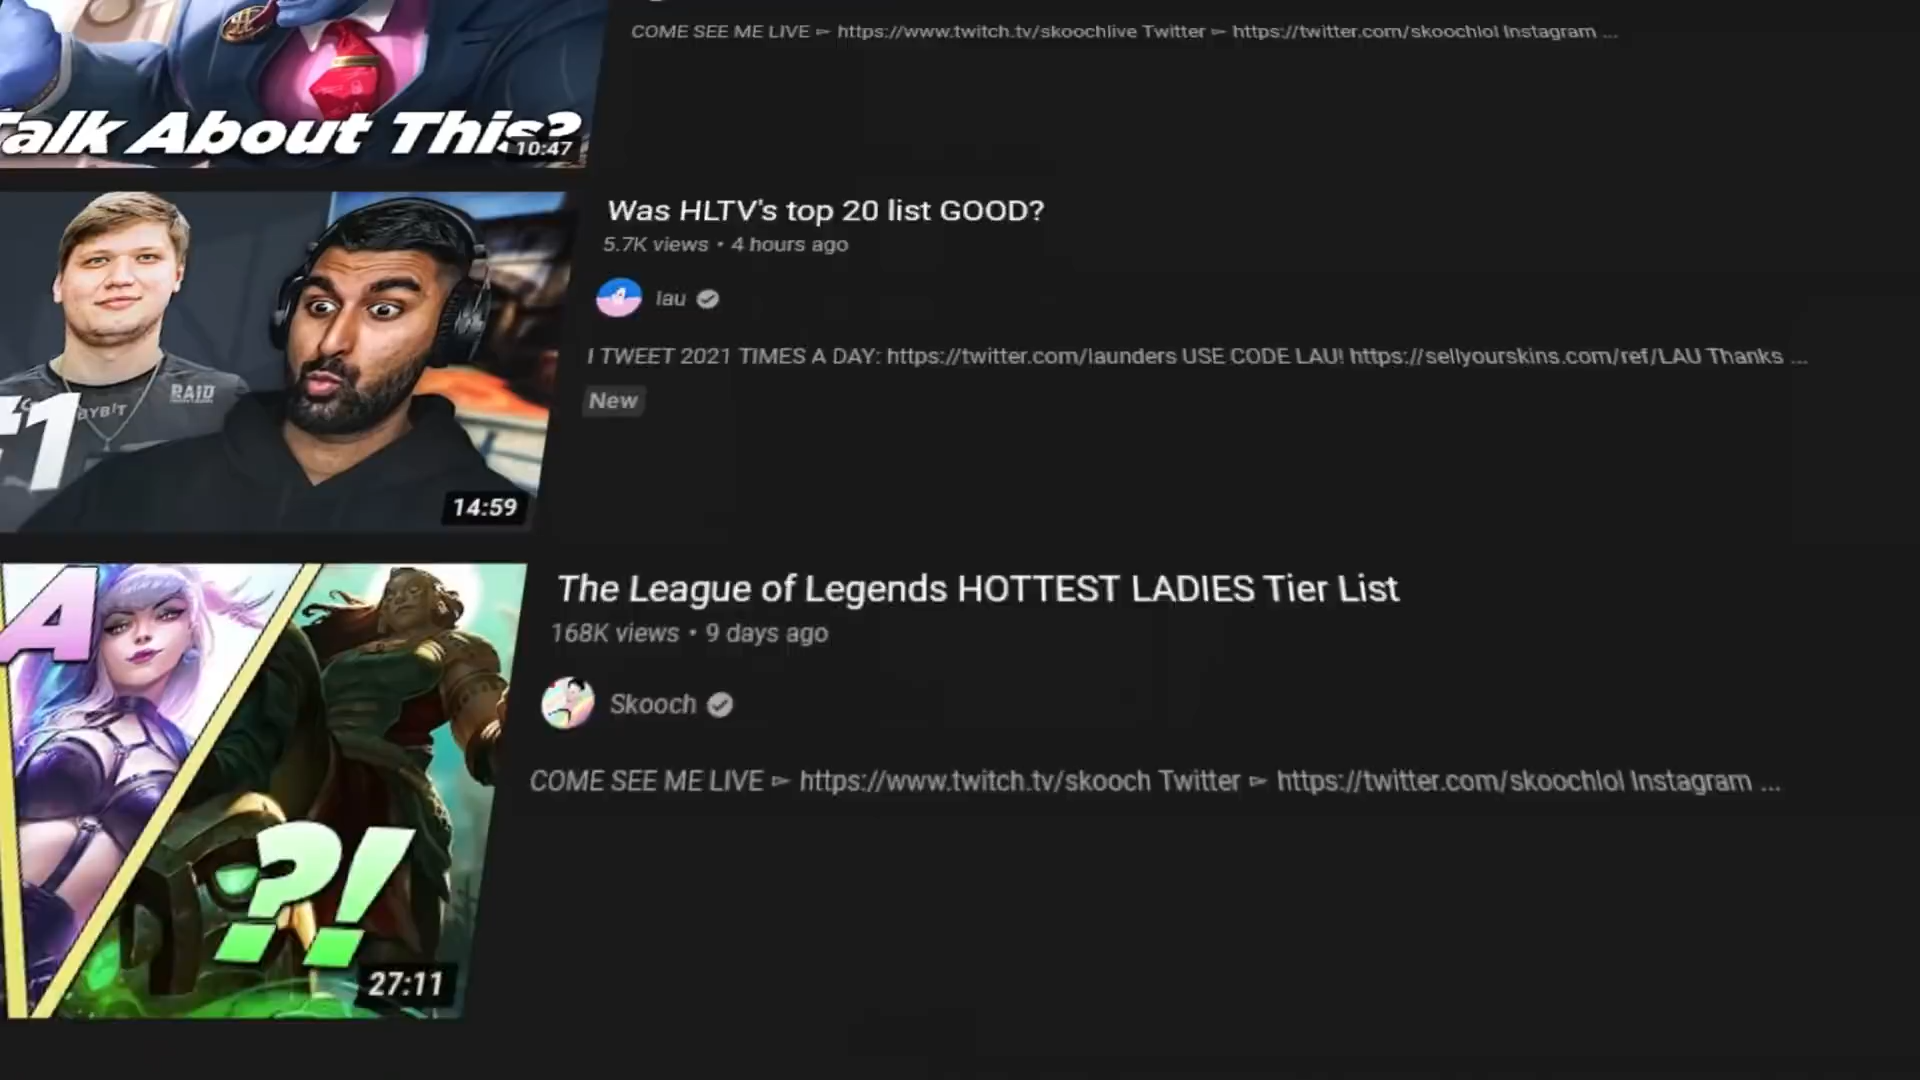 COME SEE ME LIVE ▻ https://www.twitch.tv/skoochlive Twitter ▻ https://twitter.com/skoochlol Instagram ...
Talk About This?
10:47
Was HLTV's top 20 list GOOD?
5.7K views • 4 hours ago
lau
I TWEET 2021 TIMES A DAY: https://twitter.com/launders USE CODE LAU! https://sellyourskins.com/ref/LAU Thanks ...
New
RAID
BYBIT
#1
14:59
A
The League of Legends HOTTEST LADIES Tier List
168K views • 9 days ago
Skooch
COME SEE ME LIVE ▻ https://www.twitch.tv/skooch Twitter ▻ https://twitter.com/skoochlol Instagram ...
?!
27:11